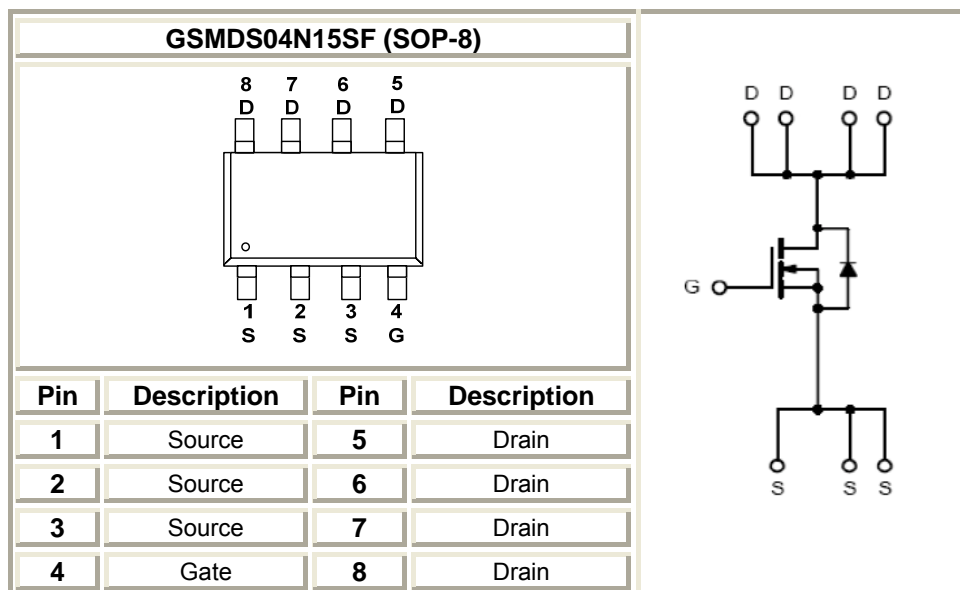 GSMDS04N15SF (SOP-8)
8 7 6 5
D D D D
1 2 3 4
S S S G
Pin Description Pin Description
1 Source 5 Drain
2 Source 6 Drain
3 Source 7 Drain
4 Gate 8 Drain
D D D D
G
S S S